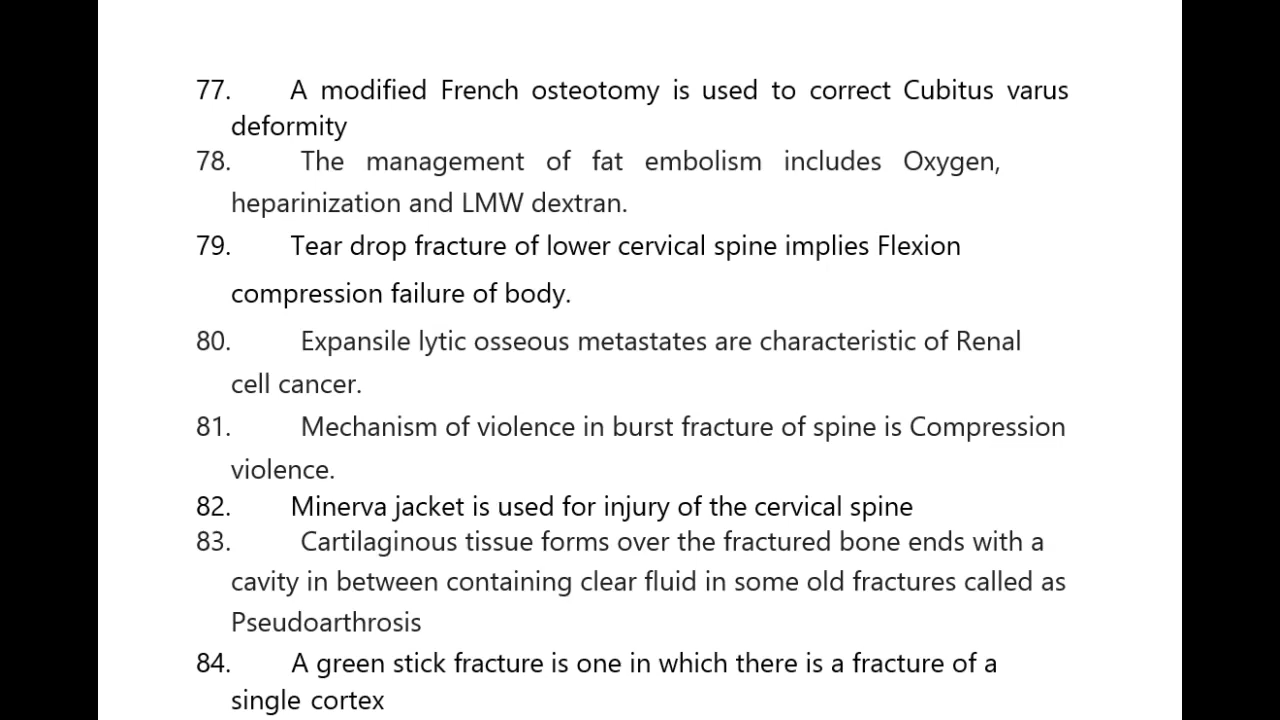 77. A modified French osteotomy is used to correct Cubitus varus
deformity
78. The management of fat embolism includes Oxygen,
heparinization and LMW dextran.
79. Tear drop fracture of lower cervical spine implies Flexion
compression failure of body.
80. Expansile lytic osseous metastates are characteristic of Renal
cell cancer.
81. Mechanism of violence in burst fracture of spine is Compression
violence.
82. Minerva jacket is used for injury of the cervical spine
83. Cartilaginous tissue forms over the fractured bone ends with a
cavity in between containing clear fluid in some old fractures called as
Pseudoarthrosis
84. A green stick fracture is one in which there is a fracture of a
single cortex